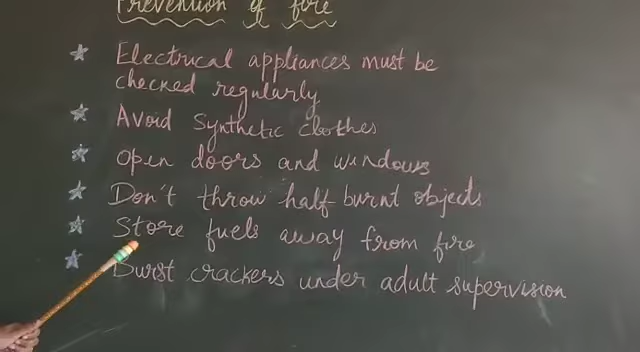 Prevention of fire
Electrical appliances must be
checked regularly
Avoid Synthetic clothes
Open doors and windows
Don't throw half burnt objects
Store fuels away from fire
Burst crackers under adult supervision